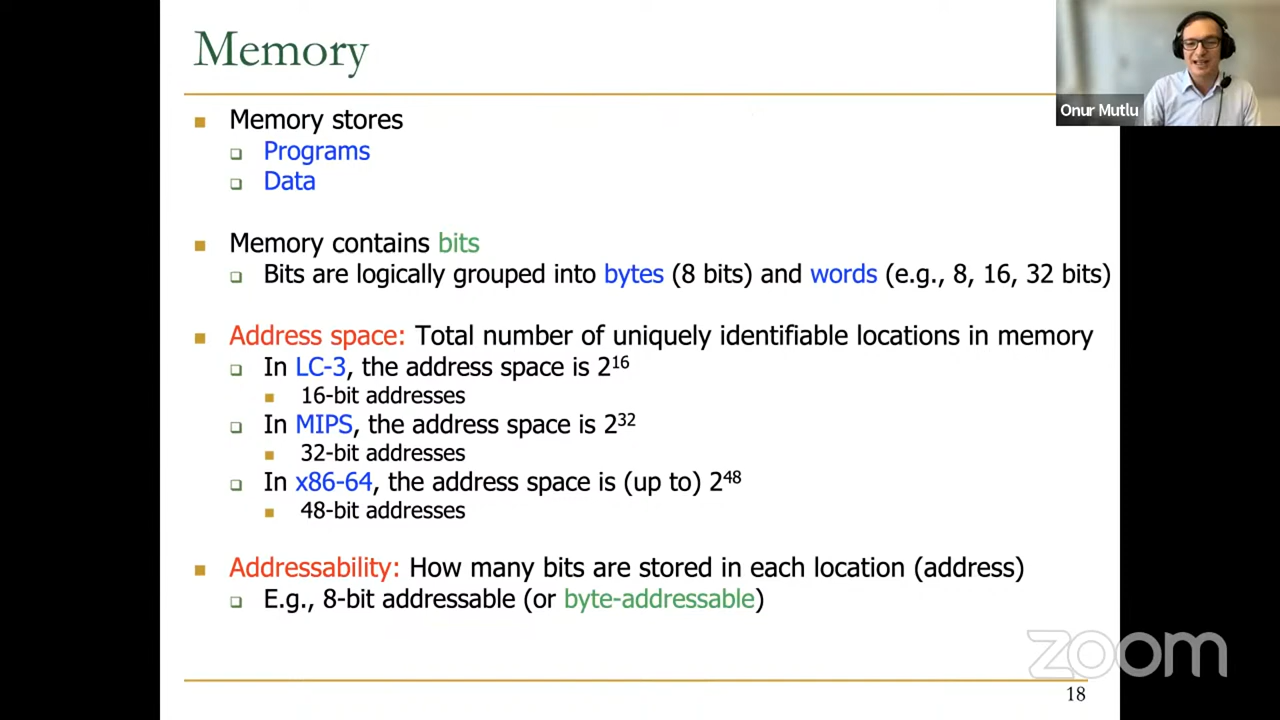 Memory
Onur Mutlu
Memory stores
Programs
Data
Memory contains bits
Bits are logically grouped into bytes (8 bits) and words (e.g., 8, 16, 32 bits)
Address space: Total number of uniquely identifiable locations in memory
In LC-3, the address space is 2¹⁶
16-bit addresses
In MIPS, the address space is 2³²
32-bit addresses
In x86-64, the address space is (up to) 2⁴⁸
48-bit addresses
Addressability: How many bits are stored in each location (address)
E.g., 8-bit addressable (or byte-addressable)
zoom
18